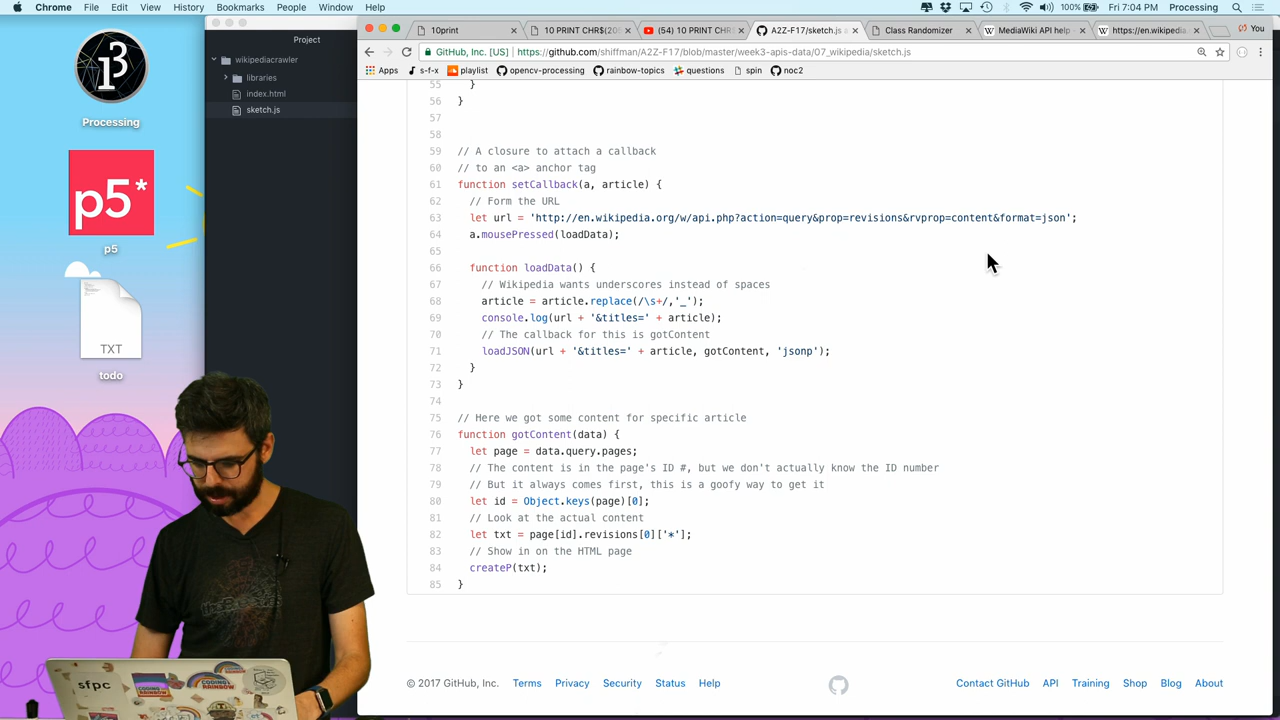 Chrome File Edit View History Bookmarks People Window Help 100% Fri 7:04 PM Processing
10print 10 PRINT CHR$(20 (54) 10 PRINT CHR A2Z-F17/sketch.js a Class Randomizer MediaWiki API help https://en.wikipedia You
GitHub, Inc. [US] https://github.com/shiffman/A2Z-F17/blob/master/week3-apis-data/07_wikipedia/sketch.js
Apps s-f-x playlist opencv-processing rainbow-topics questions spin noc2
Project
wikipediacrawler
libraries
index.html
sketch.js
Processing
p5*
p5
TXT
todo
55 }
56 }
57
58
59 // A closure to attach a callback
60 // to an <a> anchor tag
61 function setCallback(a, article) {
62 // Form the URL
63 let url = 'http://en.wikipedia.org/w/api.php?action=query&prop=revisions&rvprop=content&format=json';
64 a.mousePressed(loadData);
65
66 function loadData() {
67 // Wikipedia wants underscores instead of spaces
68 article = article.replace(/\s+/,'_');
69 console.log(url + '&titles=' + article);
70 // The callback for this is gotContent
71 loadJSON(url + '&titles=' + article, gotContent, 'jsonp');
72 }
73 }
74
75 // Here we got some content for specific article
76 function gotContent(data) {
77 let page = data.query.pages;
78 // The content is in the page's ID #, but we don't actually know the ID number
79 // But it always comes first, this is a goofy way to get it
80 let id = Object.keys(page)[0];
81 // Look at the actual content
82 let txt = page[id].revisions[0]['*'];
83 // Show in on the HTML page
84 createP(txt);
85 }
© 2017 GitHub, Inc. Terms Privacy Security Status Help Contact GitHub API Training Shop Blog About
sfpc
CODING RAINBOW